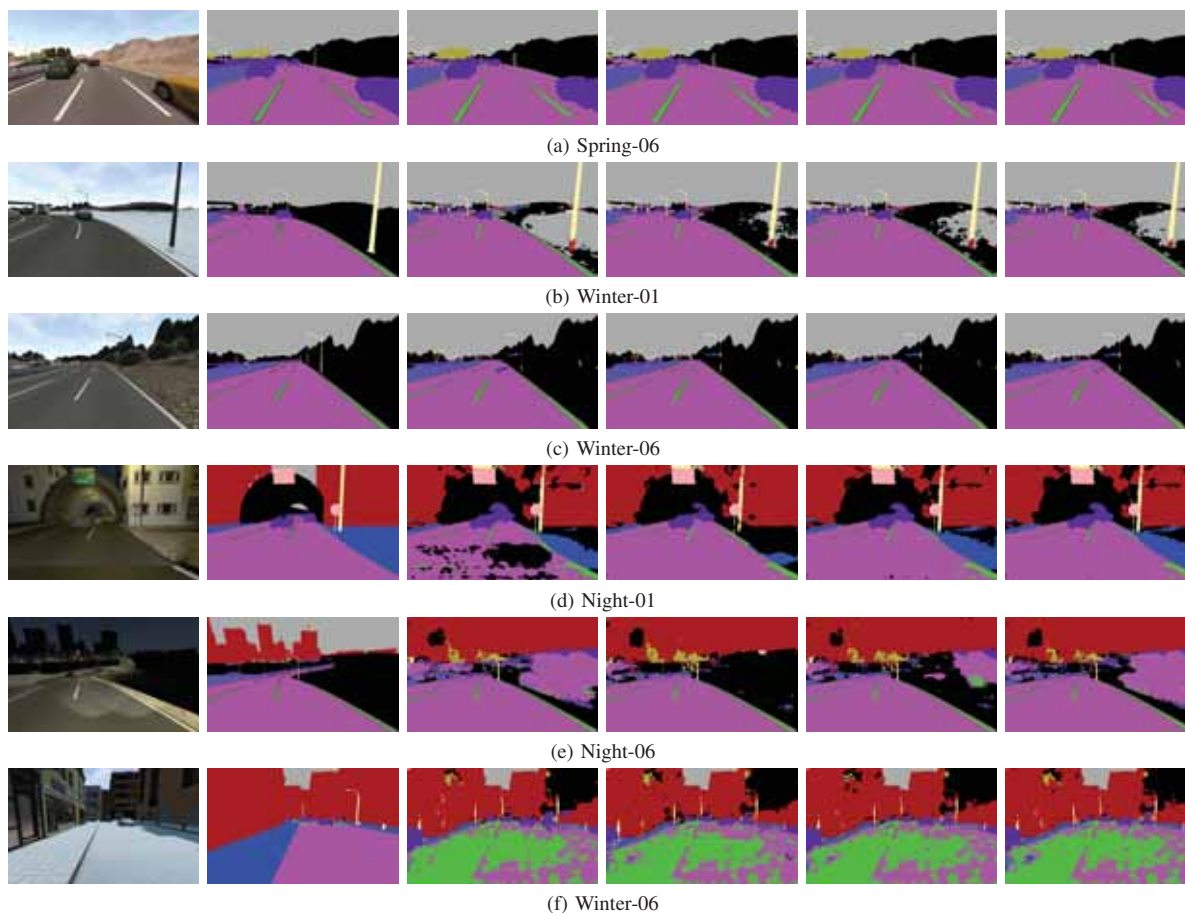 (a) Spring-06
(b) Winter-01
(c) Winter-06
(d) Night-01
(e) Night-06
(f) Winter-06